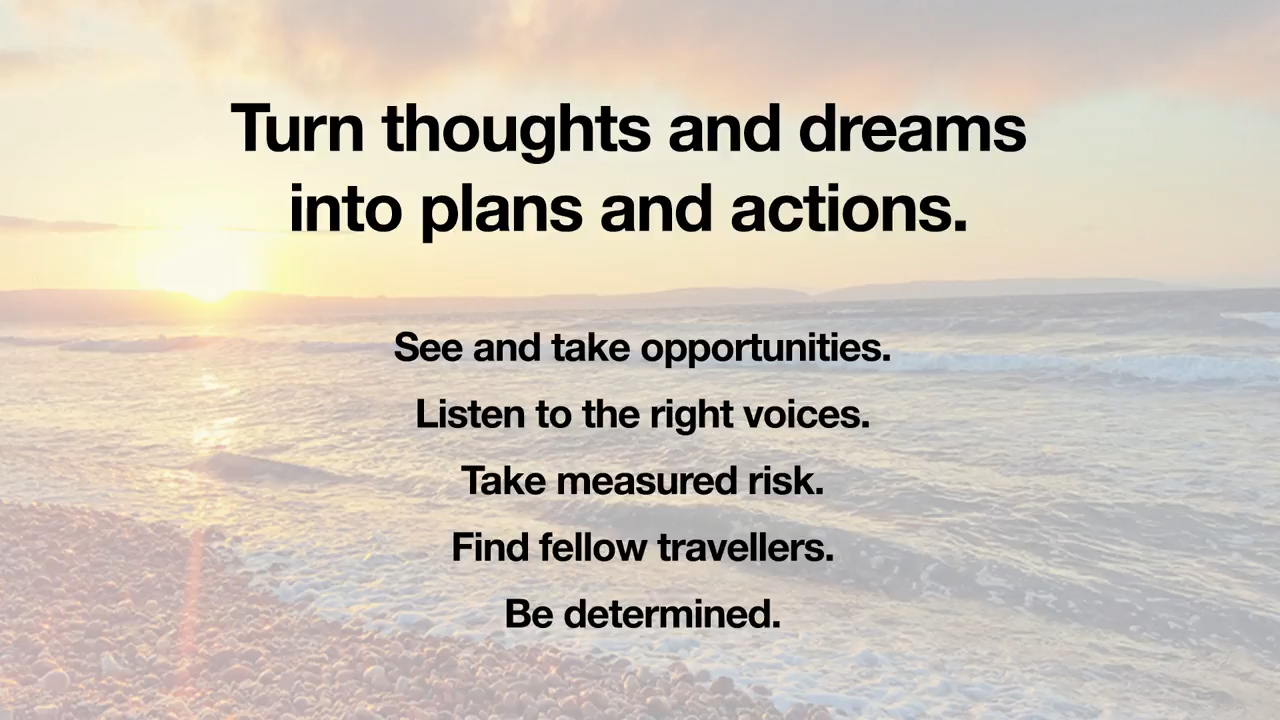 Turn thoughts and dreams
into plans and actions.
See and take opportunities.
Listen to the right voices.
Take measured risk.
Find fellow travellers.
Be determined.